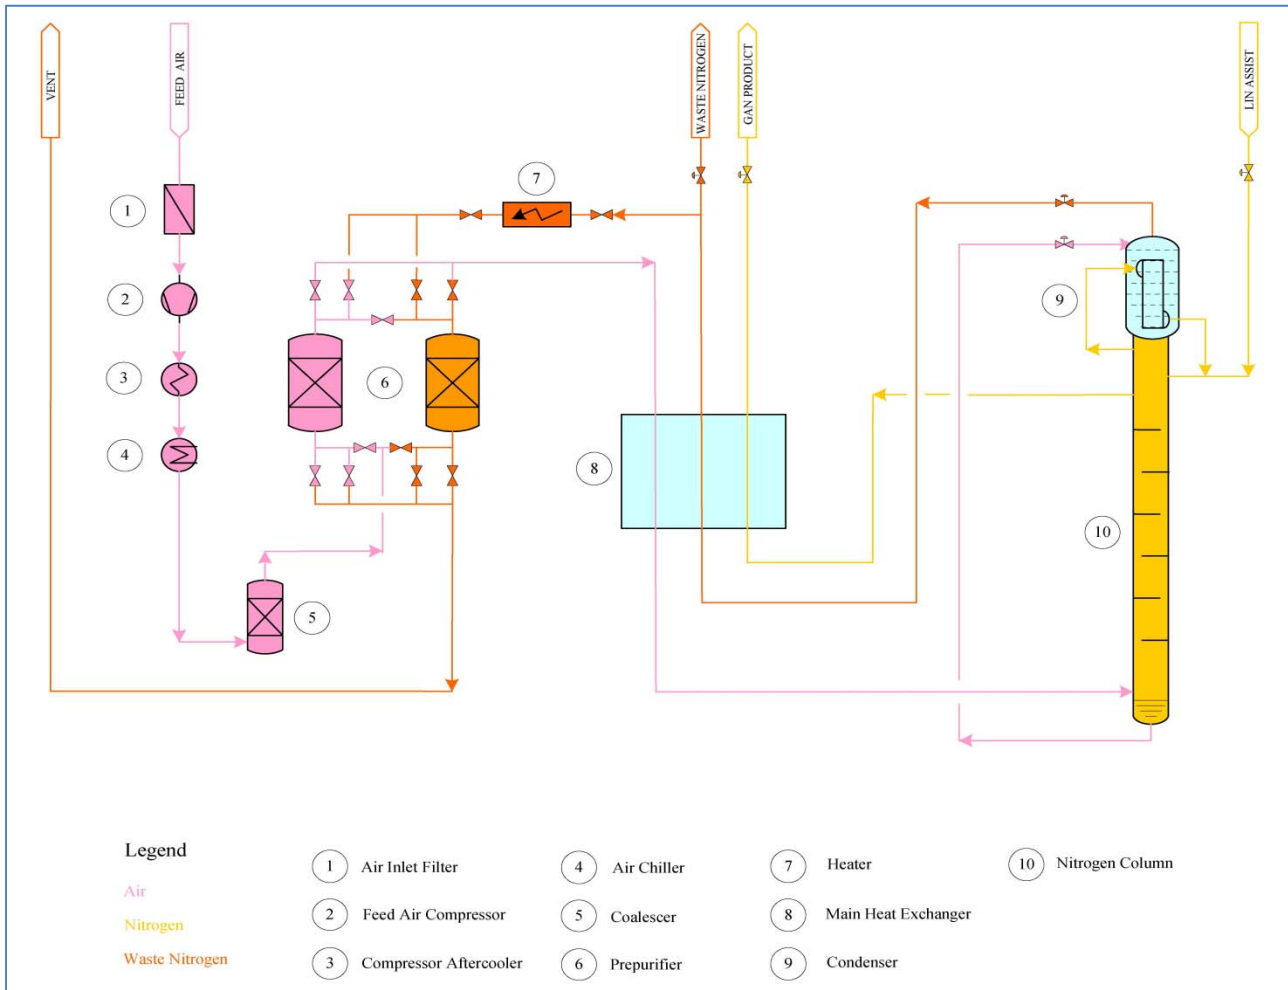 VENT
FEED AIR
WASTE NITROGEN
GAN PRODUCT
LIN ASSIST
1
2
3
4
5
6
7
8
9
10
Legend
Air
Nitrogen
Waste Nitrogen
1 Air Inlet Filter
2 Feed Air Compressor
3 Compressor Aftercooler
4 Air Chiller
5 Coalescer
6 Prepurifier
7 Heater
8 Main Heat Exchanger
9 Condenser
10 Nitrogen Column